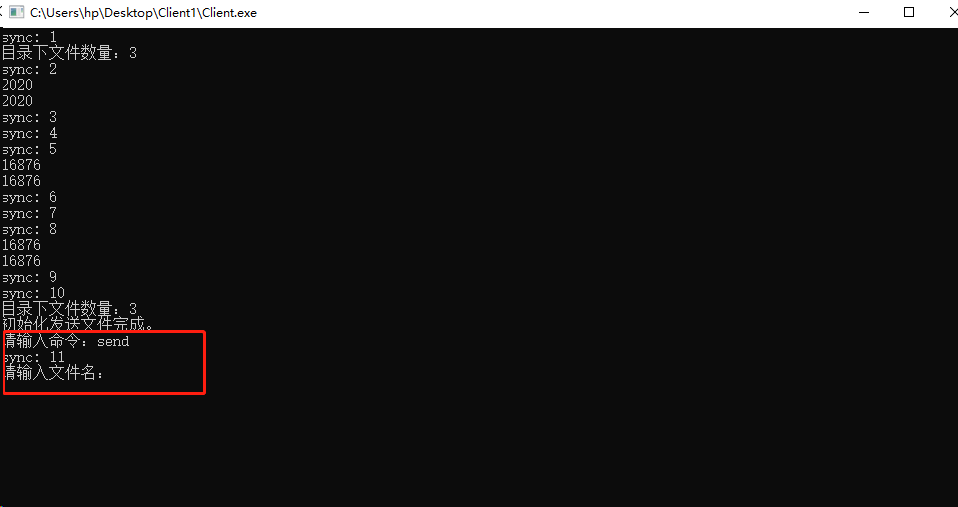 C:\Users\hp\Desktop\Client1\Client.exe
sync: 1
目录下文件数量：3
sync: 2
2020
2020
sync: 3
sync: 4
sync: 5
16876
16876
sync: 6
sync: 7
sync: 8
16876
16876
sync: 9
sync: 10
目录下文件数量：3
初始化发送文件完成。
请输入命令：send
sync: 11
请输入文件名：